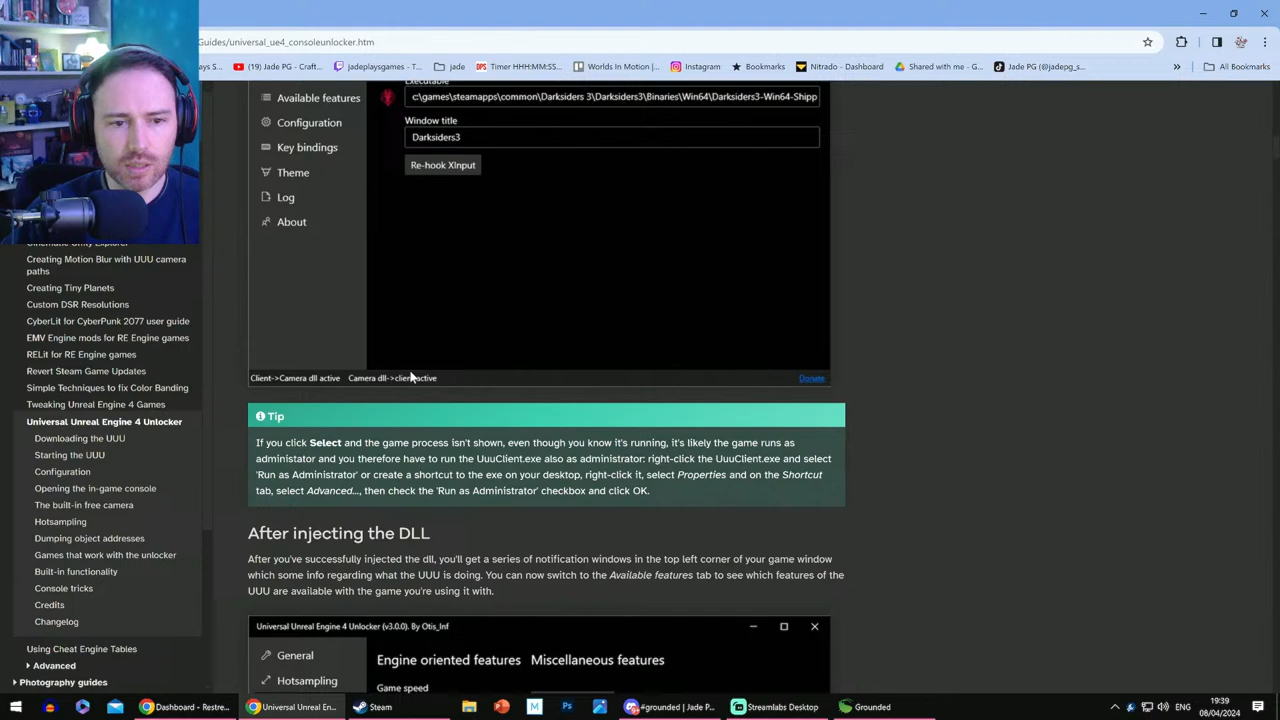 Guides/universal_ue4_consoleunlocker.htm
(19) Jade PG - Craft...
jadeplaysgames - T...
jade
Timer HHH:MM:SS...
Worlds In Motion |...
Instagram
Bookmarks
Nitrado - Dashboard
Shared with me - G...
Jade PG (@jadepg_s...
»
All Bookmarks
Available features
c:\games\steamapps\common\Darksiders 3\Darksiders3\Binaries\Win64\Darksiders3-Win64-Shipp
Configuration
Window title
Darksiders3
Key bindings
Re-hook XInput
Theme
Log
About
Creating Motion Blur with UUU camera
paths
Creating Tiny Planets
Custom DSR Resolutions
CyberLit for CyberPunk 2077 user guide
EMV Engine mods for RE Engine games
RELit for RE Engine games
Revert Steam Game Updates
Simple Techniques to fix Color Banding
Tweaking Unreal Engine 4 Games
Universal Unreal Engine 4 Unlocker
Downloading the UUU
Starting the UUU
Configuration
Opening the in-game console
The built-in free camera
Hotsampling
Dumping object addresses
Games that work with the unlocker
Built-in functionality
Console tricks
Credits
Changelog
Using Cheat Engine Tables
Advanced
Photography guides
Client->Camera dll active Camera dll->client active
Donate
Tip
If you click Select and the game process isn't shown, even though you know it's running, it's likely the game runs as
administator and you therefore have to run the UuuClient.exe also as administrator: right-click the UuuClient.exe and select
'Run as Administrator' or create a shortcut to the exe on your desktop, right-click it, select Properties and on the Shortcut
tab, select Advanced..., then check the 'Run as Administrator' checkbox and click OK.
After injecting the DLL
After you've successfully injected the dll, you'll get a series of notification windows in the top left corner of your game window
which some info regarding what the UUU is doing. You can now switch to the Available features tab to see which features of the
UUU are available with the game you're using it with.
Universal Unreal Engine 4 Unlocker (v3.0.0). By Otis_Inf
General
Engine oriented features Miscellaneous features
Hotsampling
Game speed
Dashboard - Restre...
Universal Unreal En...
Steam
#grounded | Jade P...
Streamlabs Desktop
Grounded
ENG
19:39
08/04/2024